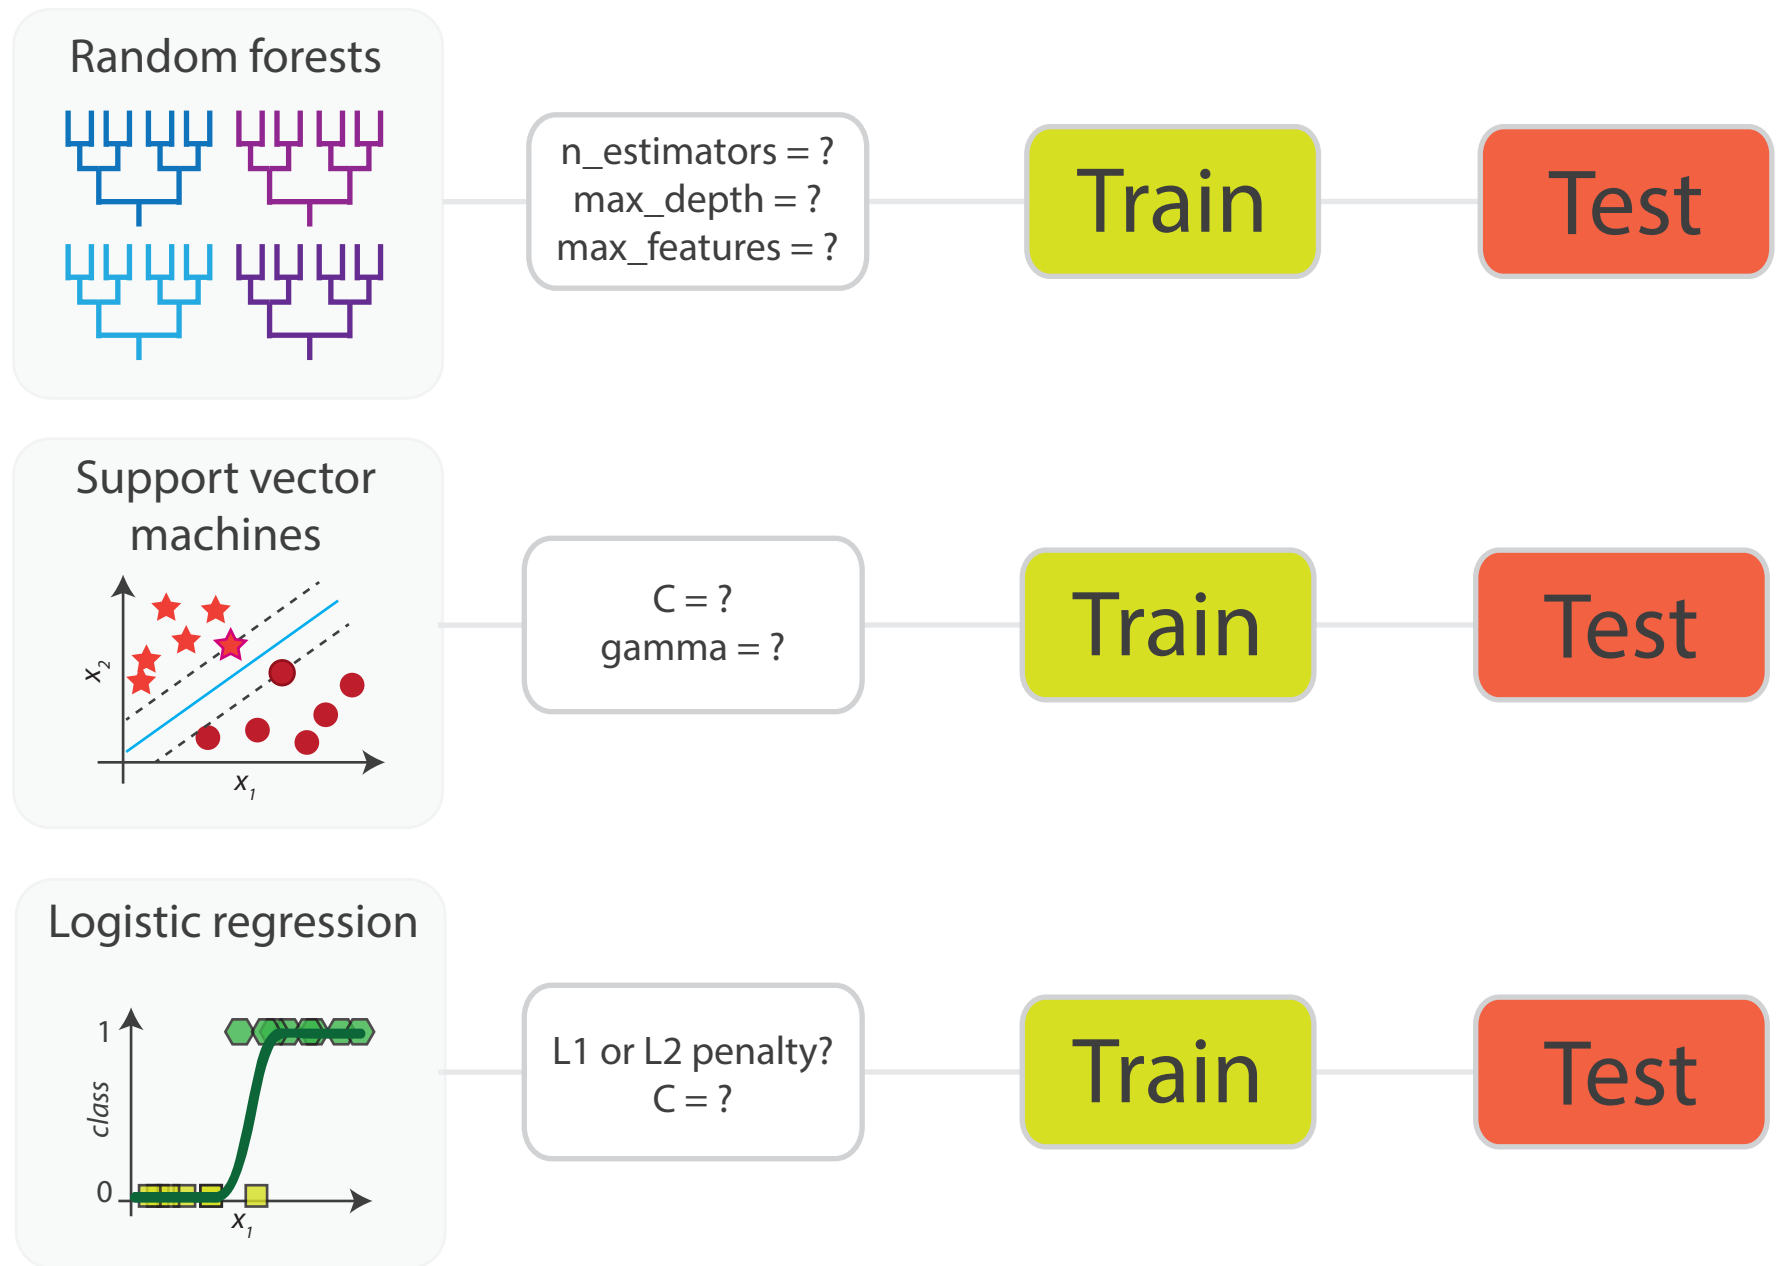 Random forests
n_estimators = ?
max_depth = ?
max_features = ?
Train
Test
Support vector
machines
x2
x1
C = ?
gamma = ?
Train
Test
Logistic regression
1
class
0
x1
L1 or L2 penalty?
C = ?
Train
Test